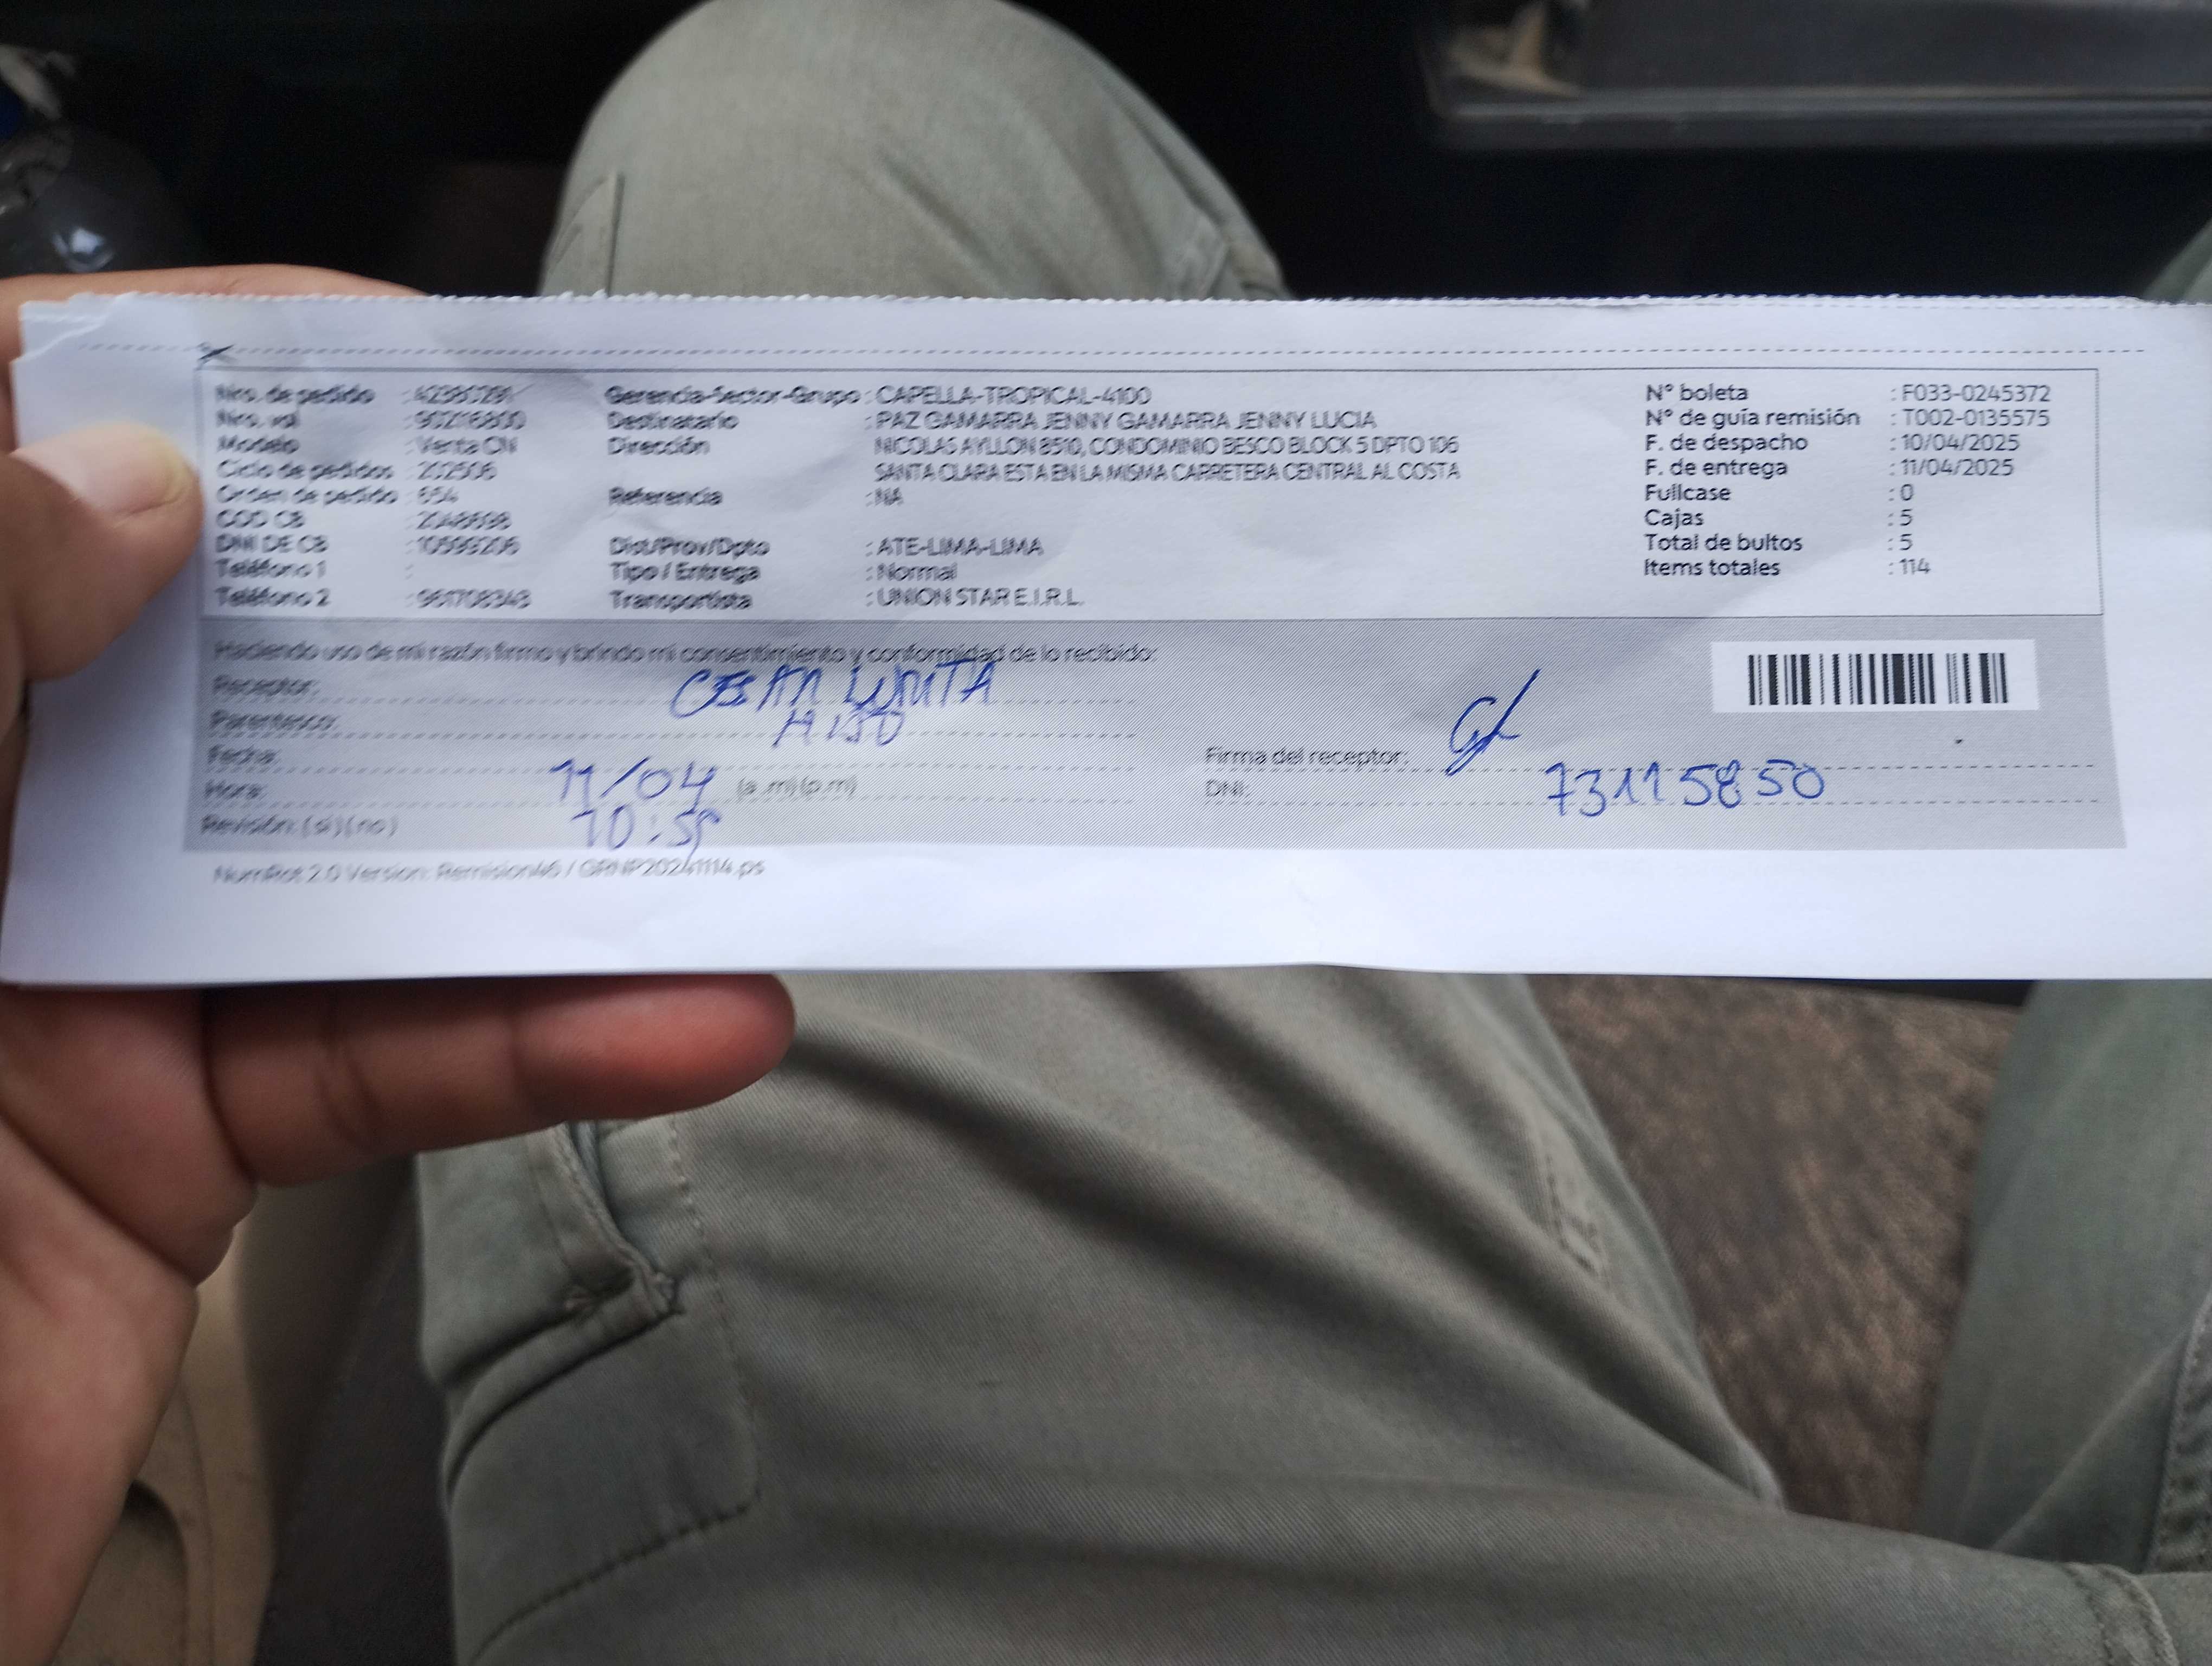 Nro. de pedido
Nro. vol
Modelo : Venta CN
Ciclo de pedidos : 202506
Orden de pedido : 654
COD CB
DNI DE CB : 10599206
Teléfono 1 :
Teléfono 2 : 961708348
Gerencia-Sector-Grupo : CAPELLA-TROPICAL-4100
Destinatario : PAZ GAMARRA JENNY GAMARRA JENNY LUCIA
Dirección NICOLAS AYLLON 8510, CONDOMINIO BESCO BLOCK 5 DPTO 106
SANTA CLARA ESTA EN LA MISMA CARRETERA CENTRAL AL COSTA
Referencia : NA
Dist/Prov/Dpto : ATE-LIMA-LIMA
Tipo / Entrega : Normal
Transportista : UNION STAR E.I.R.L.
N° boleta : F033-0245372
N° de guía remisión : T002-0135575
F. de despacho : 10/04/2025
F. de entrega : 11/04/2025
Fullcase : 0
Cajas : 5
Total de bultos : 5
Items totales : 114
Haciendo uso de mi razón firmo y brindo mi consentimiento y conformidad de lo recibido:
Receptor:
Parentesco: HIJO
Fecha: 11/04
Hora: 10:55 (a.m) (p.m)
Revisión: (si) (no)
Firma del receptor:
DNI: 73115850
NumRot 2.0 Version: Remision46 / GRNP20241114.ps